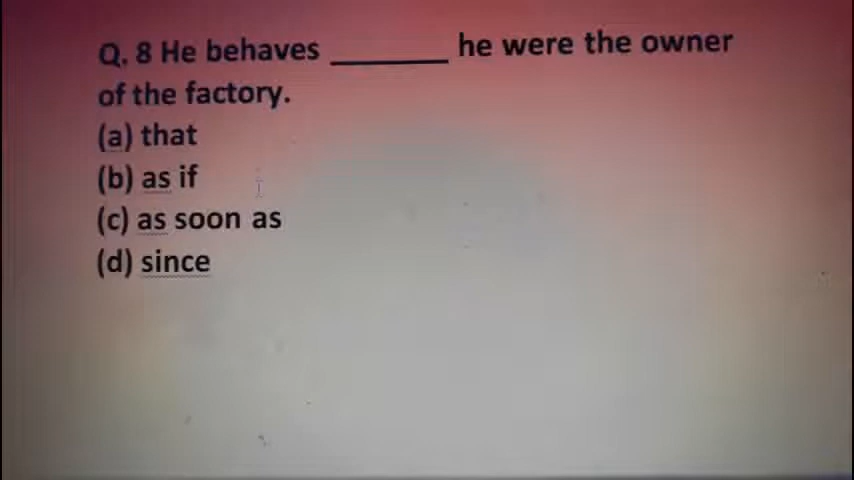 Q. 8 He behaves ________ he were the owner
of the factory.
(a) that
(b) as if
(c) as soon as
(d) since